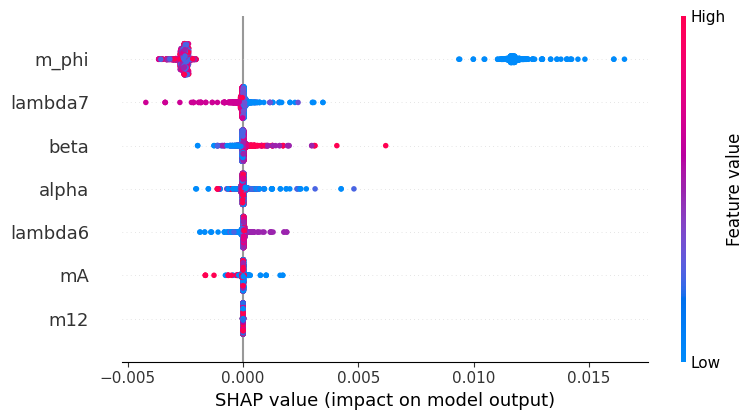 High
m_phi
lambda7
beta
alpha
lambda6
mA
m12
Feature value
Low
-0.005 0.000 0.005 0.010 0.015
SHAP value (impact on model output)